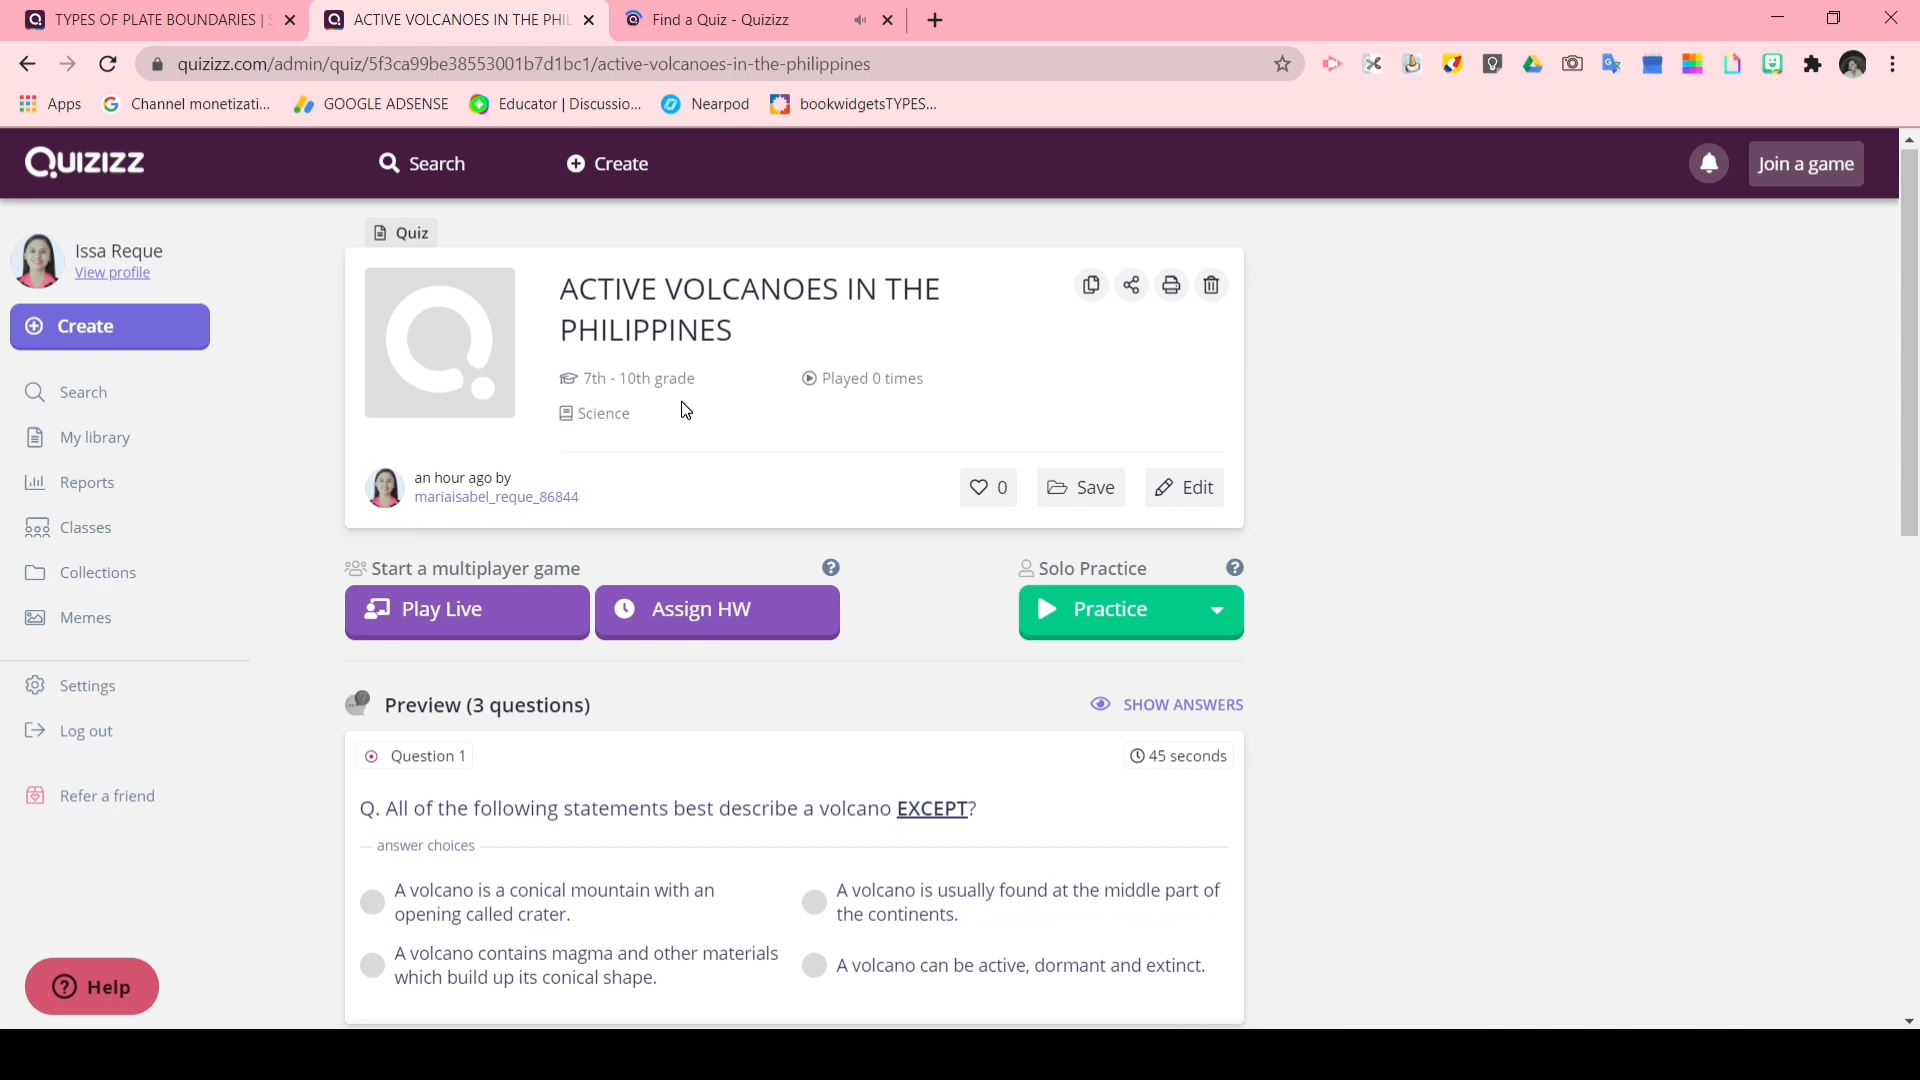 TYPES OF PLATE BOUNDARIES |
ACTIVE VOLCANOES IN THE PHIL
Find a Quiz - Quizizz
quizizz.com/admin/quiz/5f3ca99be38553001b7d1bc1/active-volcanoes-in-the-philippines
Apps
Channel monetizati...
GOOGLE ADSENSE
Educator | Discussio...
Nearpod
bookwidgetsTYPES...
Quizizz
Search
Create
Join a game
Issa Reque
View profile
Create
Search
My library
Reports
Classes
Collections
Memes
Settings
Log out
Refer a friend
Help
Quiz
ACTIVE VOLCANOES IN THE
PHILIPPINES
7th - 10th grade
Played 0 times
Science
an hour ago by
mariaisabel_reque_86844
0
Save
Edit
Start a multiplayer game
Solo Practice
Play Live
Assign HW
Practice
Preview (3 questions)
SHOW ANSWERS
Question 1
45 seconds
Q. All of the following statements best describe a volcano EXCEPT?
answer choices
A volcano is a conical mountain with an
opening called crater.
A volcano is usually found at the middle part of
the continents.
A volcano contains magma and other materials
which build up its conical shape.
A volcano can be active, dormant and extinct.